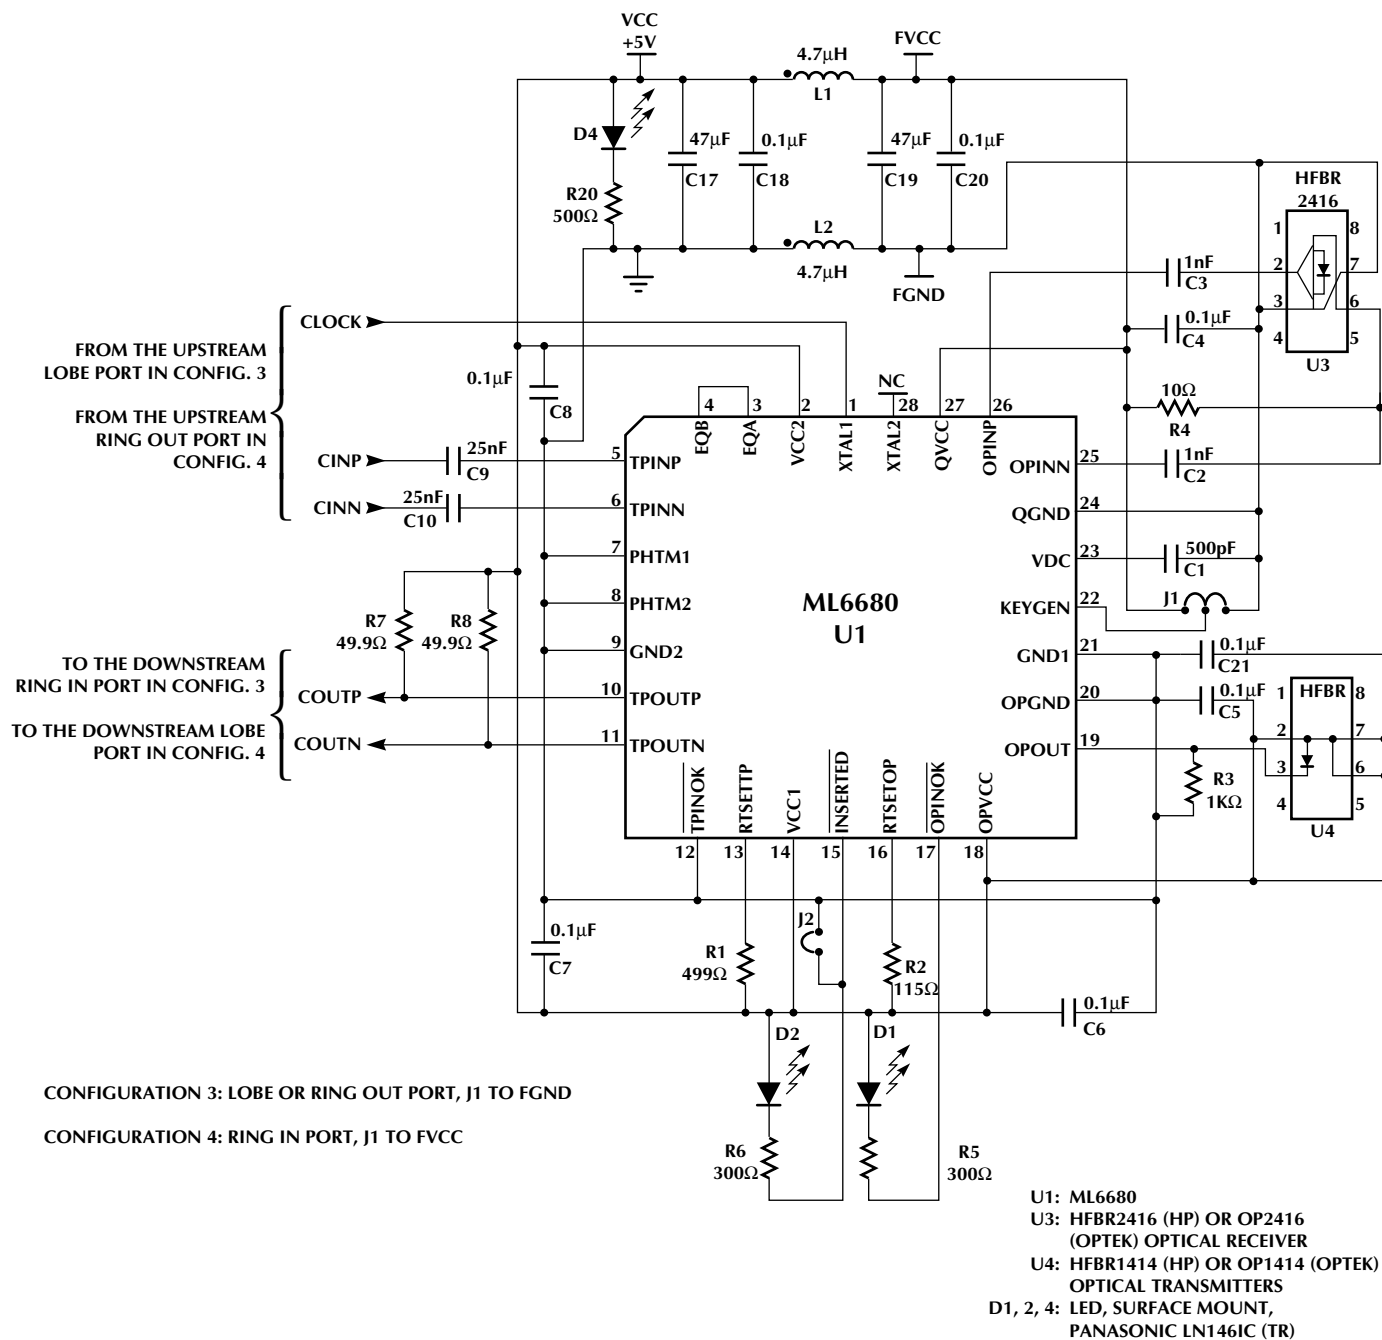 VCC
+5V
4.7µH
FVCC
L1
D4
47µF
0.1µF
47µF
0.1µF
C17
C18
C19
C20
R20
500Ω
HFBR
2416
L2
4.7µH
FGND
1
2
3
4
8
7
6
5
U3
1nF
C3
CLOCK
0.1µF
C4
FROM THE UPSTREAM
LOBE PORT IN CONFIG. 3
FROM THE UPSTREAM
RING OUT PORT IN
CONFIG. 4
0.1µF
C8
NC
10Ω
R4
4
3
2
1
28
27
26
EQB
EQA
VCC2
XTAL1
XTAL2
QVCC
OPINP
CINP
25nF
C9
5
TPINP
OPINN
25
1nF
C2
CINN
25nF
C10
6
TPINN
QGND
24
7
PHTM1
VDC
23
500pF
C1
8
PHTM2
ML6680
U1
KEYGEN
22
J1
R7
49.9Ω
R8
49.9Ω
9
GND2
GND1
21
0.1µF
C21
TO THE DOWNSTREAM
RING IN PORT IN CONFIG. 3
COUTP
10
TPOUTP
OPGND
20
0.1µF
C5
TO THE DOWNSTREAM LOBE
PORT IN CONFIG. 4
COUTN
11
TPOUTN
OPOUT
19
1
HFBR
8
2
7
3
6
4
5
U4
R3
1KΩ
TPINOK
RTSETTP
VCC1
INSERTED
RTSETOP
OPINOK
OPVCC
12
13
14
15
16
17
18
0.1µF
C7
R1
499Ω
J2
R2
115Ω
0.1µF
C6
D2
D1
R6
300Ω
R5
300Ω
CONFIGURATION 3: LOBE OR RING OUT PORT, J1 TO FGND
CONFIGURATION 4: RING IN PORT, J1 TO FVCC
U1: ML6680
U3: HFBR2416 (HP) OR OP2416
(OPTEK) OPTICAL RECEIVER
U4: HFBR1414 (HP) OR OP1414 (OPTEK)
OPTICAL TRANSMITTERS
D1, 2, 4: LED, SURFACE MOUNT,
PANASONIC LN146IC (TR)